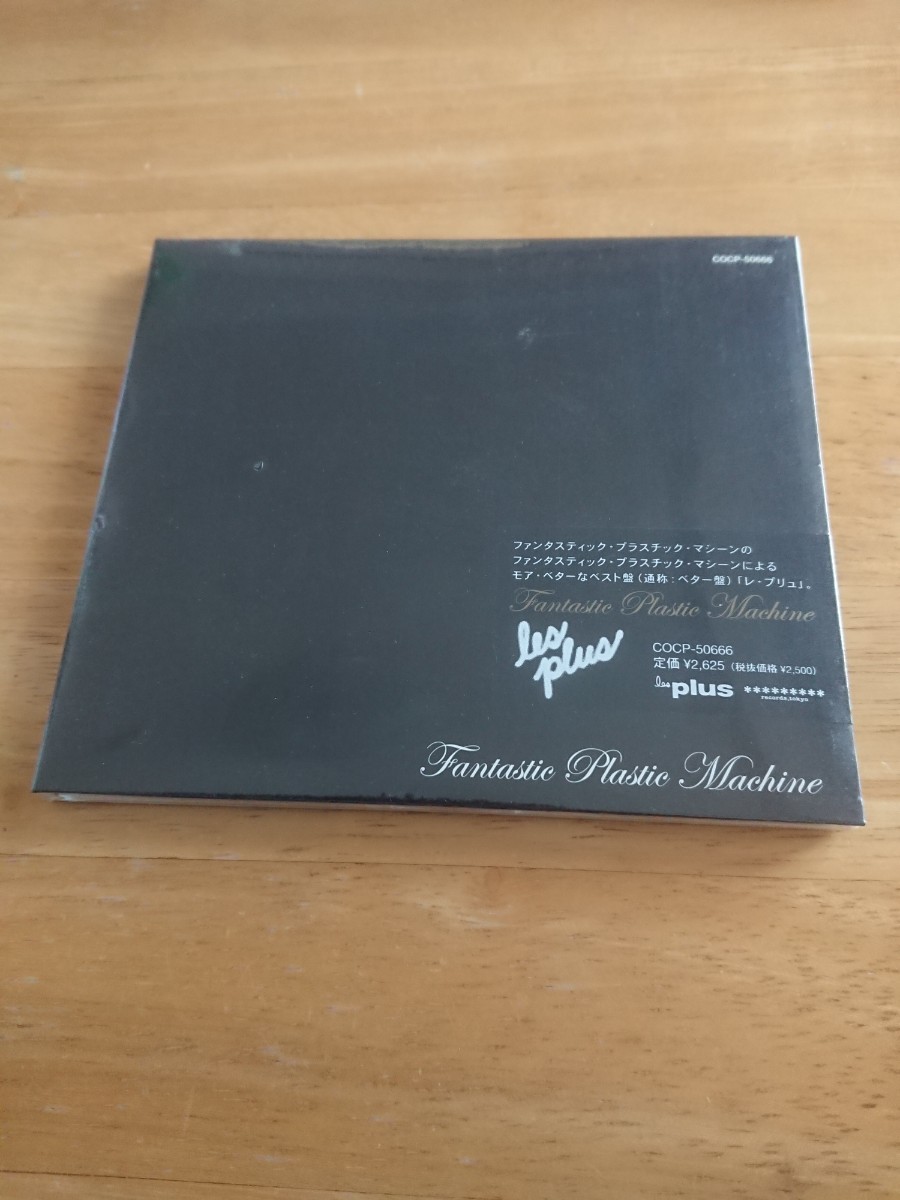 COCP-50666
ファンタスティック・プラスチック・マシーンの
ファンタスティック・プラスチック・マシーンによる
モア・ベターなベスト盤(通称:ベター盤)「レ・プリュ」。
Fantastic Plastic Machine
les
plus
COCP-50666
定価 ¥2,625 (税抜価格 ¥2,500)
les plus *********
records,tokyo
Fantastic Plastic Machine